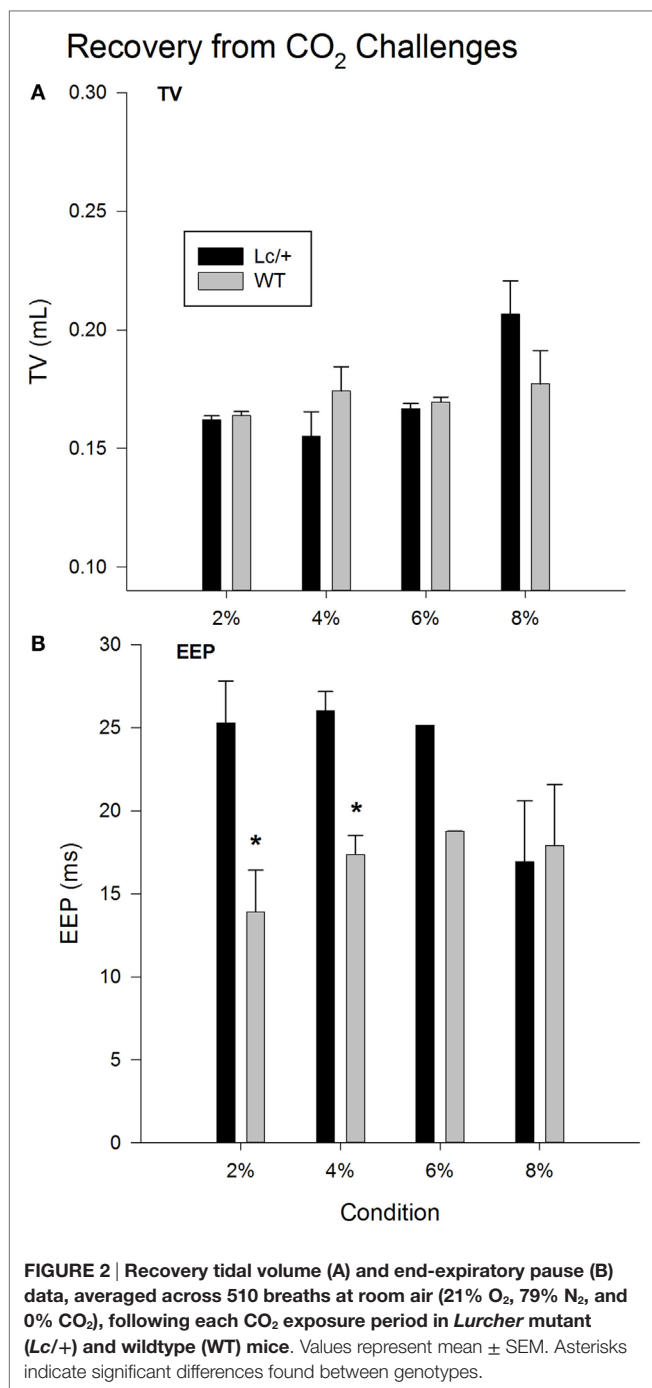 Recovery from CO₂ Challenges
A
TV
0.30
0.25
0.20
0.15
0.10
TV (mL)
Lc/+
WT
2% 4% 6% 8%
B
EEP
30
25
20
15
10
5
0
EEP (ms)
*
*
2% 4% 6% 8%
Condition
FIGURE 2 | Recovery tidal volume (A) and end-expiratory pause (B)
data, averaged across 510 breaths at room air (21% O₂, 79% N₂, and
0% CO₂), following each CO₂ exposure period in Lurcher mutant
(Lc/+) and wildtype (WT) mice. Values represent mean ± SEM. Asterisks
indicate significant differences found between genotypes.